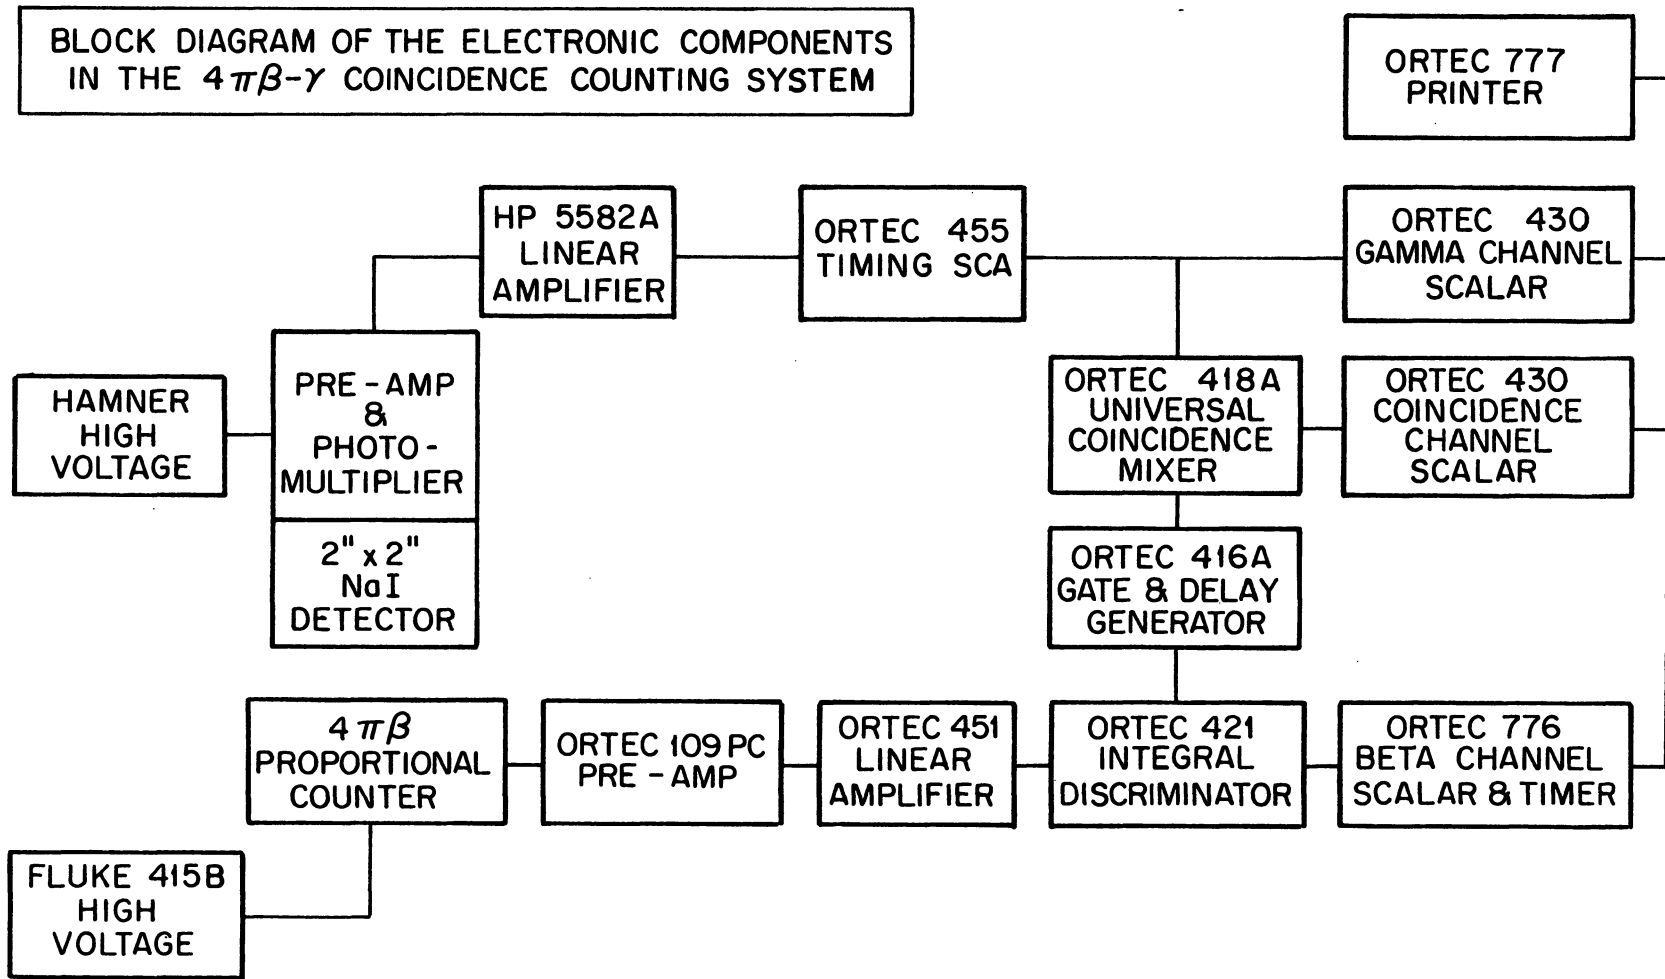 BLOCK DIAGRAM OF THE ELECTRONIC COMPONENTS
IN THE 4πβ-γ COINCIDENCE COUNTING SYSTEM
ORTEC 777
PRINTER
HP 5582A
LINEAR
AMPLIFIER
ORTEC 455
TIMING SCA
ORTEC 430
GAMMA CHANNEL
SCALAR
HAMNER
HIGH
VOLTAGE
PRE-AMP
&
PHOTO-
MULTIPLIER
2" x 2"
NaI
DETECTOR
ORTEC 418A
UNIVERSAL
COINCIDENCE
MIXER
ORTEC 430
COINCIDENCE
CHANNEL
SCALAR
ORTEC 416A
GATE & DELAY
GENERATOR
4πβ
PROPORTIONAL
COUNTER
ORTEC 109 PC
PRE-AMP
ORTEC 451
LINEAR
AMPLIFIER
ORTEC 421
INTEGRAL
DISCRIMINATOR
ORTEC 776
BETA CHANNEL
SCALAR & TIMER
FLUKE 415B
HIGH
VOLTAGE